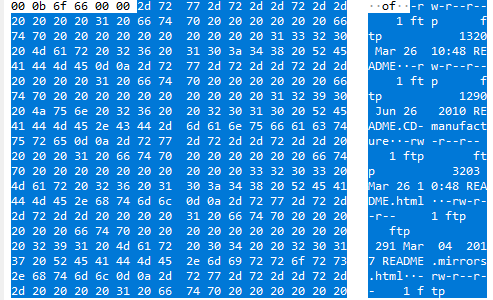 00 0b 6f 66 00 00 2d 72 77 2d 72 2d 2d 72 2d 2d ··of··-r w-r--r--
20 20 20 20 31 20 66 74 70 20 20 20 20 20 20 66 1 ft p f
74 70 20 20 20 20 20 20 20 20 20 20 31 33 32 30 tp 1320
20 4d 61 72 20 32 36 20 31 30 3a 34 38 20 52 45 Mar 26 10:48 RE
41 44 4d 45 0d 0a 2d 72 77 2d 72 2d 2d 72 2d 2d ADME··-r w-r--r--
20 20 20 20 31 20 66 74 70 20 20 20 20 20 20 66 1 ft p f
74 70 20 20 20 20 20 20 20 20 20 20 31 32 39 30 tp 1290
20 4a 75 6e 20 32 36 20 20 32 30 31 30 20 52 45 Jun 26 2010 RE
41 44 4d 45 2e 43 44 2d 6d 61 6e 75 66 61 63 74 ADME.CD- manufact
75 72 65 0d 0a 2d 72 77 2d 72 2d 2d 72 2d 2d 20 ure··-rw -r--r--
20 20 20 31 20 66 74 70 20 20 20 20 20 20 66 74 1 ftp ft
70 20 20 20 20 20 20 20 20 20 20 33 32 30 33 20 p 3203
4d 61 72 20 32 36 20 31 30 3a 34 38 20 52 45 41 Mar 26 1 0:48 REA
44 4d 45 2e 68 74 6d 6c 0d 0a 2d 72 77 2d 72 2d DME.html ··-rw-r-
2d 72 2d 2d 20 20 20 20 31 20 66 74 70 20 20 20 -r-- 1 ftp
20 20 20 66 74 70 20 20 20 20 20 20 20 20 20 20 ftp
20 32 39 31 20 4d 61 72 20 30 34 20 20 32 30 31 291 Mar 04 201
37 20 52 45 41 44 4d 45 2e 6d 69 72 72 6f 72 73 7 README .mirrors
2e 68 74 6d 6c 0d 0a 2d 72 77 2d 72 2d 2d 72 2d .html··- rw-r--r-
2d 20 20 20 20 31 20 66 74 70 20 20 20 20 20 20 - 1 f tp